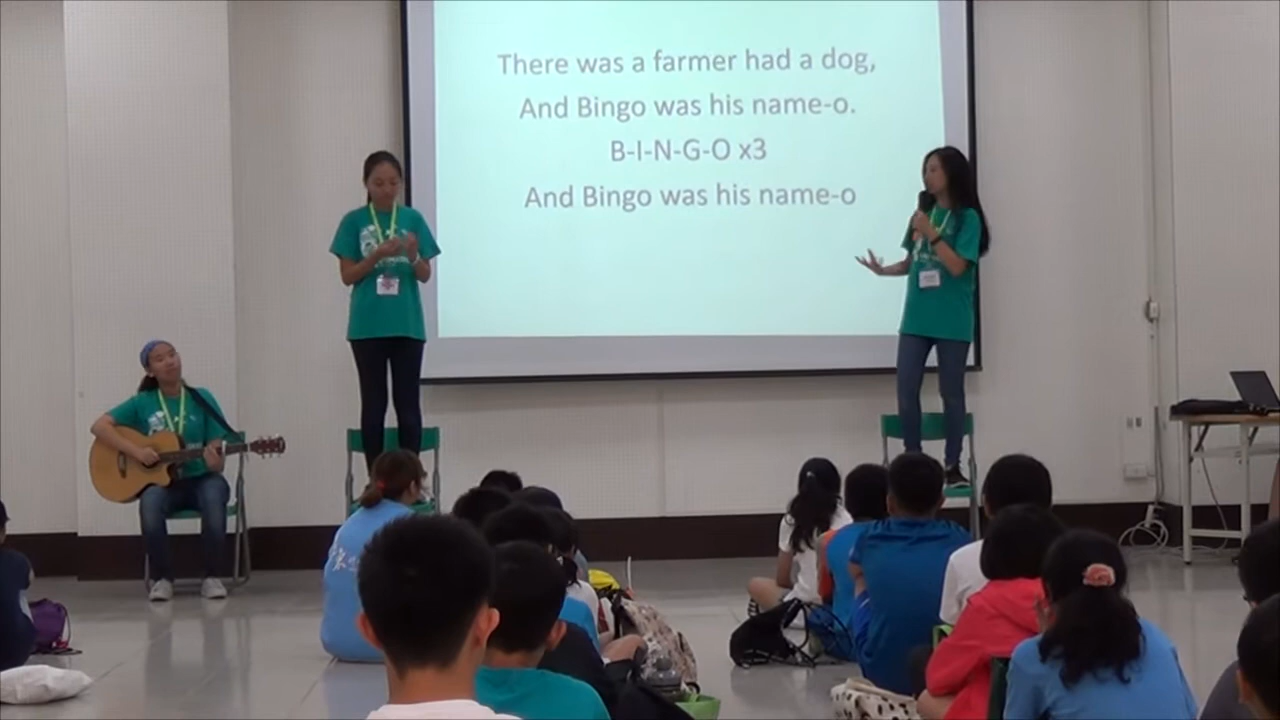 There was a farmer had a dog,
And Bingo was his name-o.
B-I-N-G-O x3
And Bingo was his name-o